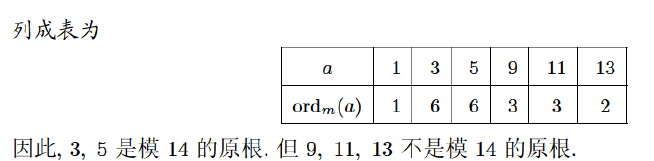 列成表为
a 1 3 5 9 11 13
ordₘ(a) 1 6 6 3 3 2
因此, 3, 5 是模 14 的原根. 但 9, 11, 13 不是模 14 的原根.